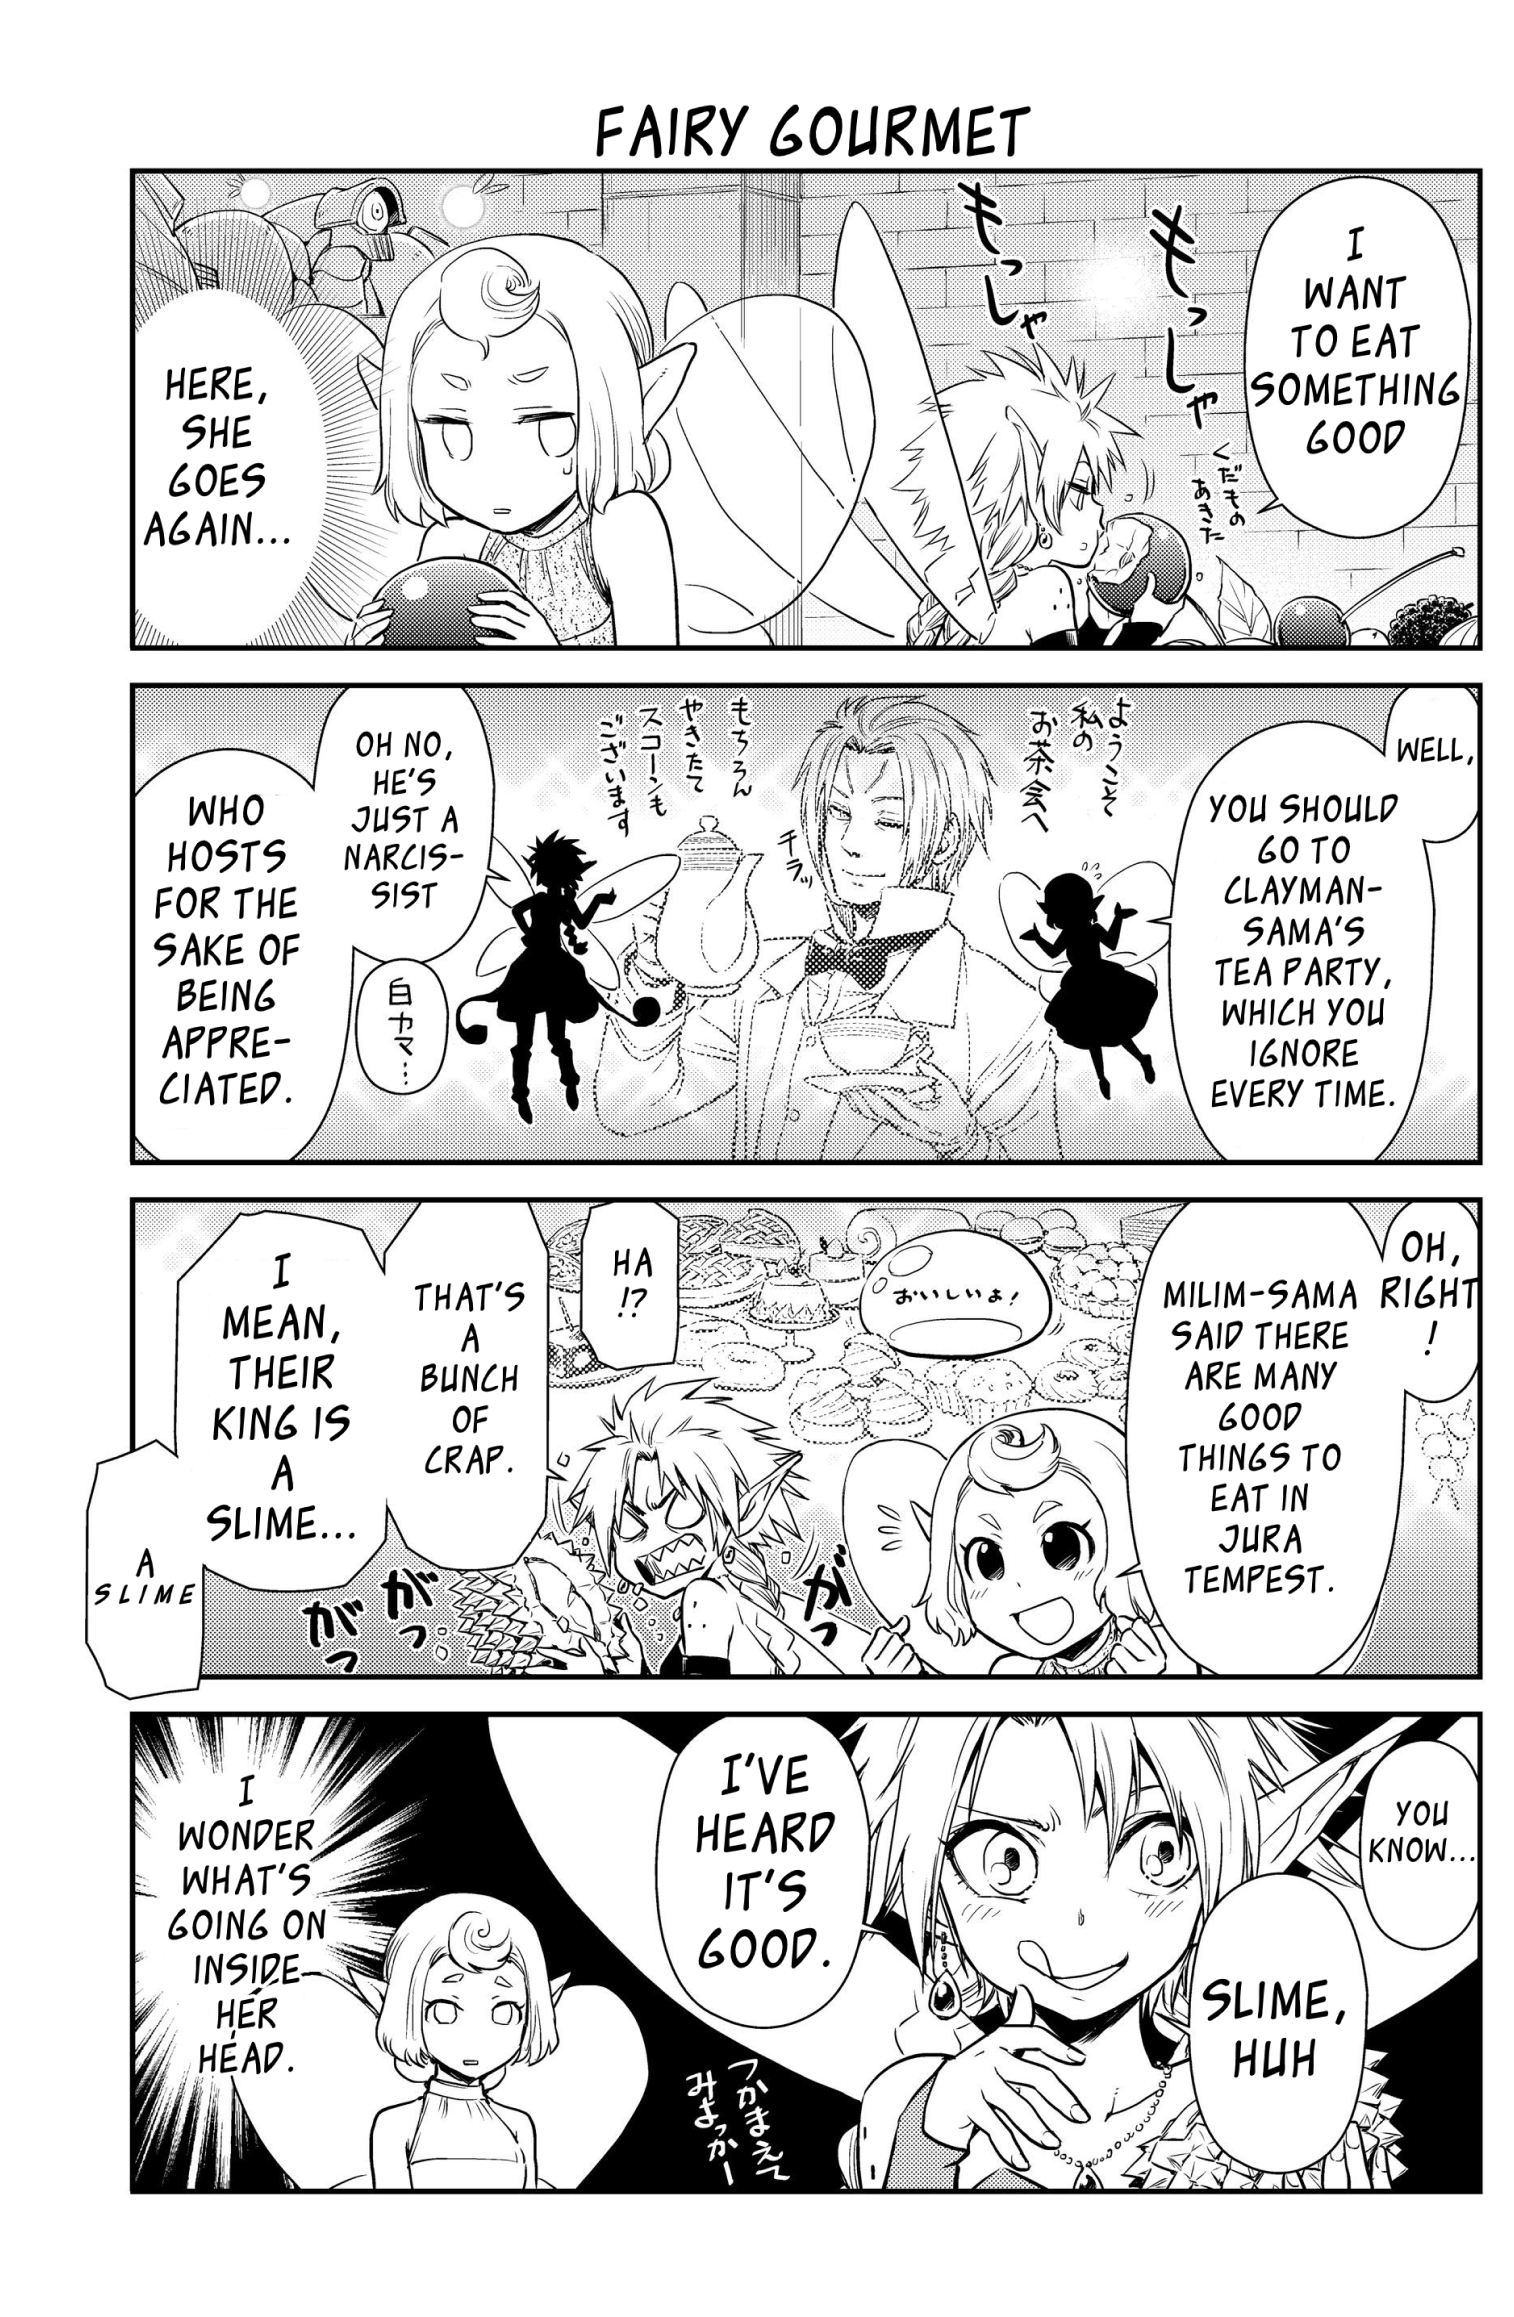 FAIRY GOURMET
I
WANT
TO EAT
SOMETHING
GOOD
もっしゃ
もっしゃ
くだもの
あきた
HERE,
SHE
GOES
AGAIN...
WELL,
YOU SHOULD
GO TO
CLAYMAN-
SAMA'S
TEA PARTY,
WHICH YOU
IGNORE
EVERY TIME.
ようこそ
私の
お茶会へ
チラッ
もちろん
やきたて
スコーンも
ございます
OH NO,
HE'S
JUST A
NARCIS-
SIST
自カマ…
WHO
HOSTS
FOR THE
SAKE OF
BEING
APPRE-
CIATED.
OH,
RIGHT
!
MILIM-SAMA
SAID THERE
ARE MANY
GOOD
THINGS TO
EAT IN
JURA
TEMPEST.
おいしいよ!
HA
!?
THAT'S
A
BUNCH
OF
CRAP.
がっ
がっ
がっ
I
MEAN,
THEIR
KING IS
A
SLIME...
A
SLIME
YOU
KNOW...
SLIME,
HUH
I'VE
HEARD
IT'S
GOOD.
つかまえて
みよっかー
I
WONDER
WHAT'S
GOING ON
INSIDE
HER
HEAD.